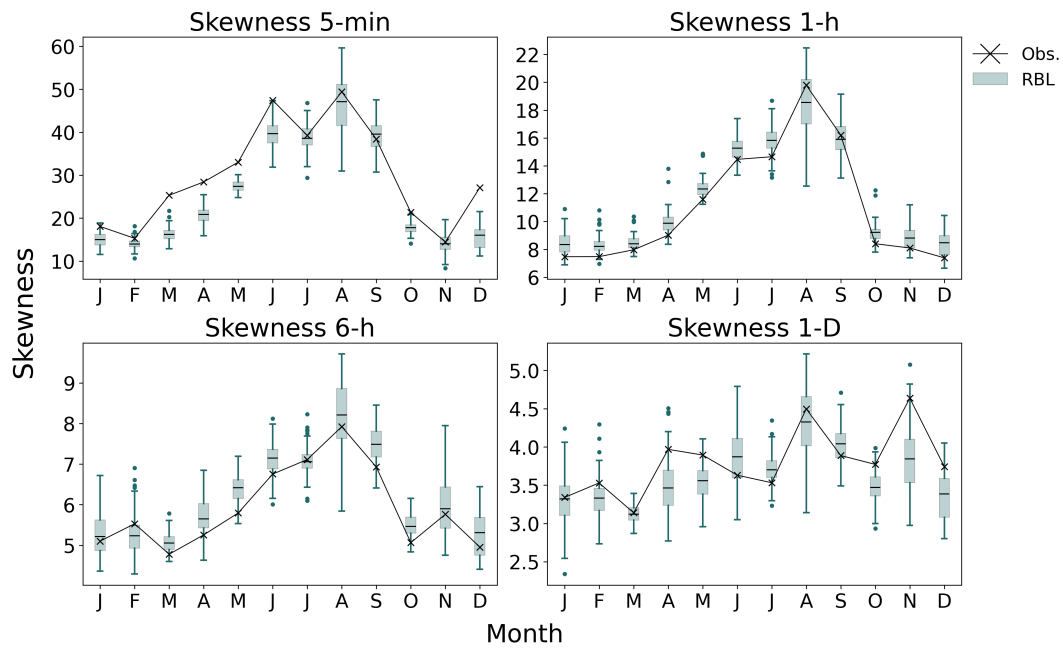 Skewness 5-min
Skewness 1-h
60
50
40
30
20
10
J F M A M J J A S O N D
22
20
18
16
14
12
10
8
6
J F M A M J J A S O N D
Obs.
RBL
Skewness 6-h
Skewness 1-D
9
8
7
6
5
J F M A M J J A S O N D
5.0
4.5
4.0
3.5
3.0
2.5
J F M A M J J A S O N D
Skewness
Month